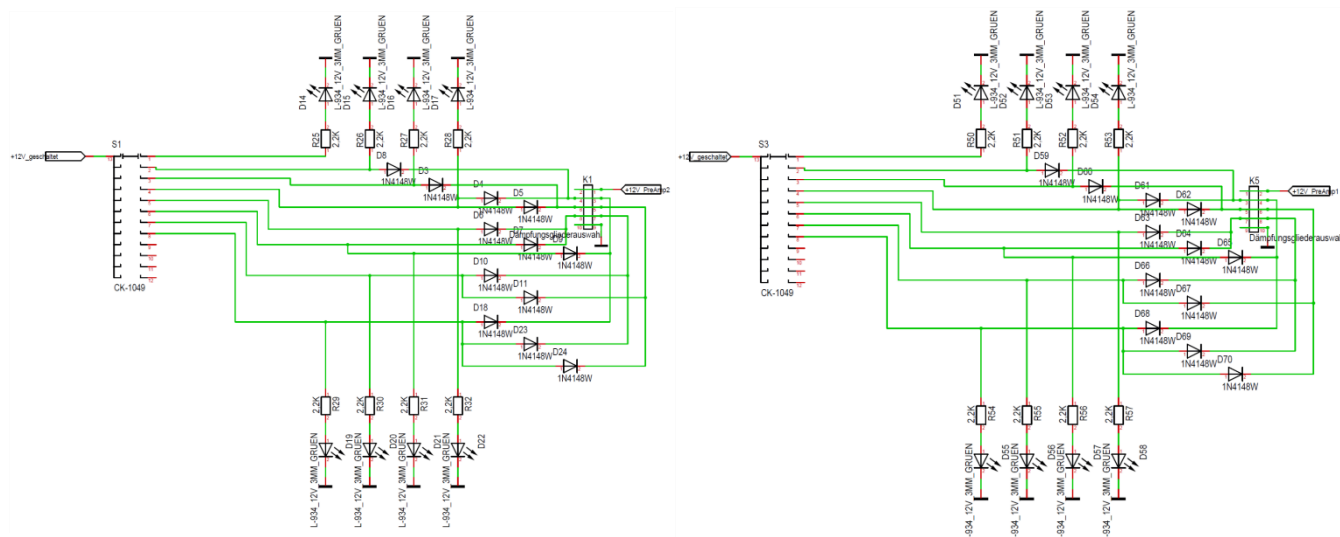 L-934_12V_3MM_GRUEN
L-934_12V_3MM_GRUEN
L-934_12V_3MM_GRUEN
L-934_12V_3MM_GRUEN
D14
D15
D16
D17
R25
2.2K
R26
2.2K
R27
2.2K
R28
2.2K
S1
+12V_geschaltet
D8
1N4148W
D3
1N4148W
D4
1N4148W
D5
1N4148W
K1
+12V_PreAmp2
D6
1N4148W
D7
1N4148W
Dämpfungsgliederauswahl
D9
1N4148W
D10
1N4148W
D11
1N4148W
CK-1049
D18
1N4148W
D23
1N4148W
D24
1N4148W
2.2K
R29
2.2K
R30
2.2K
R31
2.2K
R32
D19
D20
D21
D22
L-934_12V_3MM_GRUEN
L-934_12V_3MM_GRUEN
L-934_12V_3MM_GRUEN
L-934_12V_3MM_GRUEN
L-934_12V_3MM_GRUEN
L-934_12V_3MM_GRUEN
L-934_12V_3MM_GRUEN
L-934_12V_3MM_GRUEN
D51
D52
D53
D54
R50
2.2K
R51
2.2K
R52
2.2K
R53
2.2K
S3
+12V_geschaltet
D59
1N4148W
D60
1N4148W
D61
1N4148W
D62
1N4148W
K5
+12V_PreAmp1
D63
1N4148W
D64
1N4148W
Dämpfungsgliederauswahl
D65
1N4148W
D66
1N4148W
D67
1N4148W
CK-1049
D68
1N4148W
D69
1N4148W
D70
1N4148W
2.2K
R54
2.2K
R55
2.2K
R56
2.2K
R57
D55
D56
D57
D58
-934_12V_3MM_GRUEN
-934_12V_3MM_GRUEN
-934_12V_3MM_GRUEN
-934_12V_3MM_GRUEN